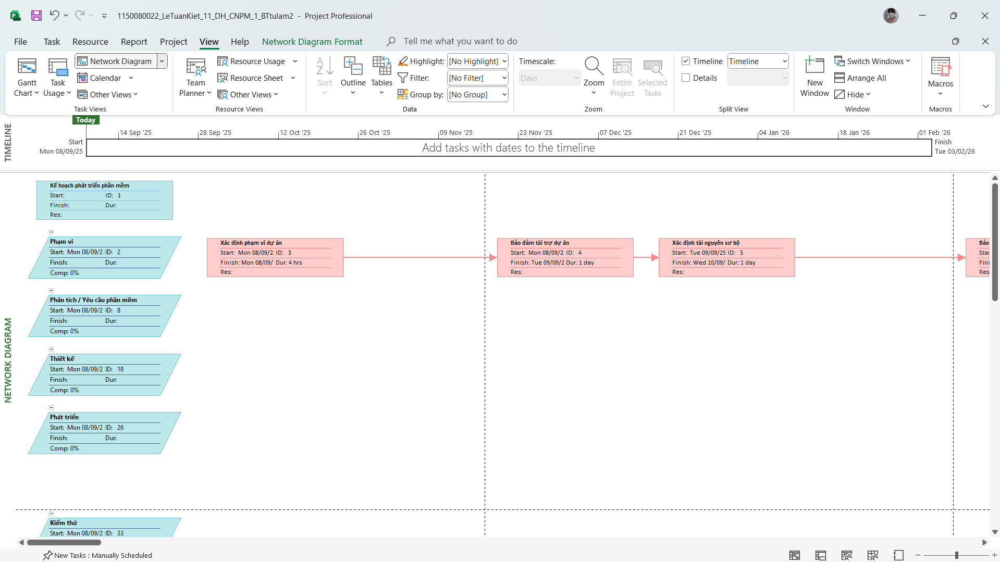 1150080022_LeTuanKiet_11_DH_CNPM_1_BTtulam2 - Project Professional
File Task Resource Report Project View Help Network Diagram Format Tell me what you want to do
Gantt Chart
Task Usage
Network Diagram
Calendar
Other Views
Task Views
Team Planner
Resource Usage
Resource Sheet
Other Views
Resource Views
Sort
Outline
Tables
Highlight: [No Highlight]
Filter: [No Filter]
Group by: [No Group]
Data
Timescale:
Days
Zoom
Entire Project
Selected Tasks
Zoom
Timeline Timeline
Details
Split View
New Window
Switch Windows
Arrange All
Hide
Window
Macros
Macros
TIMELINE
Today
14 Sep '25 28 Sep '25 12 Oct '25 26 Oct '25 09 Nov '25 23 Nov '25 07 Dec '25 21 Dec '25 04 Jan '26 18 Jan '26 01 Feb '26
Start
Mon 08/09/25
Add tasks with dates to the timeline
Finish
Tue 03/02/26
NETWORK DIAGRAM
Kế hoạch phát triển phần mềm
Start: ID: 1
Finish: Dur:
Res:
Phạm vi
Start: Mon 08/09/2 ID: 2
Finish: Dur:
Comp: 0%
Xác định phạm vi dự án
Start: Mon 08/09/2 ID: 3
Finish: Mon 08/09/ Dur: 4 hrs
Res:
Bảo đảm tài trợ dự án
Start: Mon 08/09/2 ID: 4
Finish: Tue 09/09/2 Dur: 1 day
Res:
Xác định tài nguyên sơ bộ
Start: Tue 09/09/25 ID: 5
Finish: Wed 10/09/ Dur: 1 day
Res:
Bảo
Star
Fini
Res
Phân tích / Yêu cầu phần mềm
Start: Mon 08/09/2 ID: 8
Finish: Dur:
Comp: 0%
Thiết kế
Start: Mon 08/09/2 ID: 18
Finish: Dur:
Comp: 0%
Phát triển
Start: Mon 08/09/2 ID: 26
Finish: Dur:
Comp: 0%
Kiểm thử
Start: Mon 08/09/2 ID: 33
New Tasks : Manually Scheduled